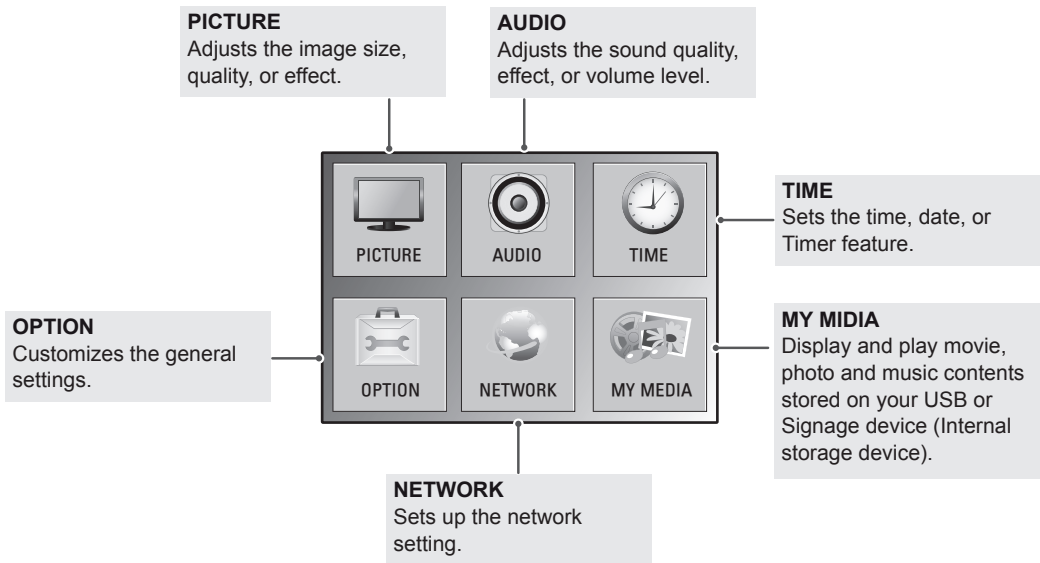 PICTURE
Adjusts the image size,
quality, or effect.
AUDIO
Adjusts the sound quality,
effect, or volume level.
PICTURE
AUDIO
TIME
TIME
Sets the time, date, or
Timer feature.
OPTION
Customizes the general
settings.
OPTION
NETWORK
MY MEDIA
MY MIDIA
Display and play movie,
photo and music contents
stored on your USB or
Signage device (Internal
storage device).
NETWORK
Sets up the network
setting.